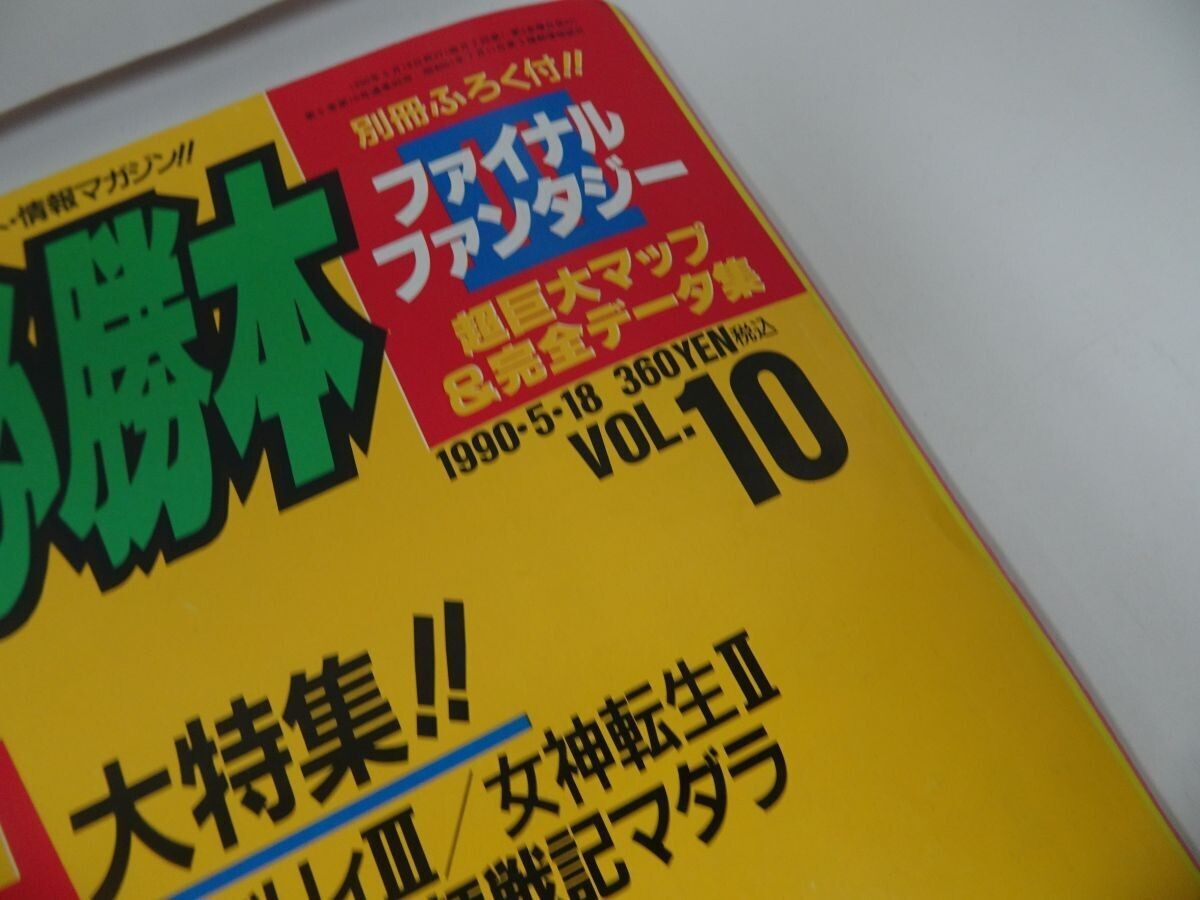 別冊ふろく付!!
III
ファイナル
ファンタジー
超巨大マップ
&完全データ集
情報マガジン!!
勝本
1990-5-18 360YEN税込
VOL.10
大特集!!
III／女神転生II
戦記マダラ